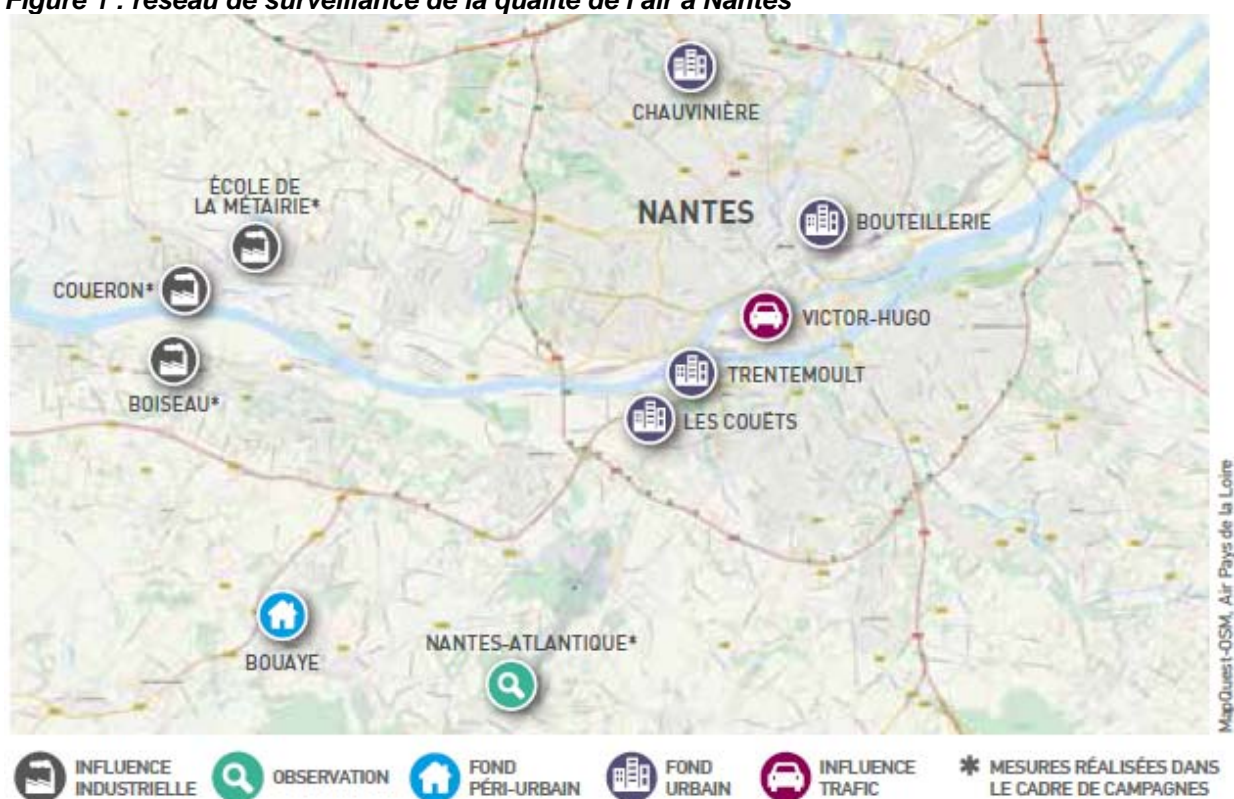 Figure 1 : réseau de surveillance de la qualité de l'air à Nantes
CHAUVINIÈRE
ÉCOLE DE
LA MÉTAIRIE*
NANTES
BOUTEILLERIE
COUERON*
VICTOR-HUGO
TRENTEMOULT
BOISEAU*
LES COUËTS
NANTES-ATLANTIQUE*
BOUAYE
MapQuest-OSM, Air Pays de la Loire
INFLUENCE
INDUSTRIELLE
OBSERVATION
FOND
PÉRI-URBAIN
FOND
URBAIN
INFLUENCE
TRAFIC
* MESURES RÉALISÉES DANS
LE CADRE DE CAMPAGNES